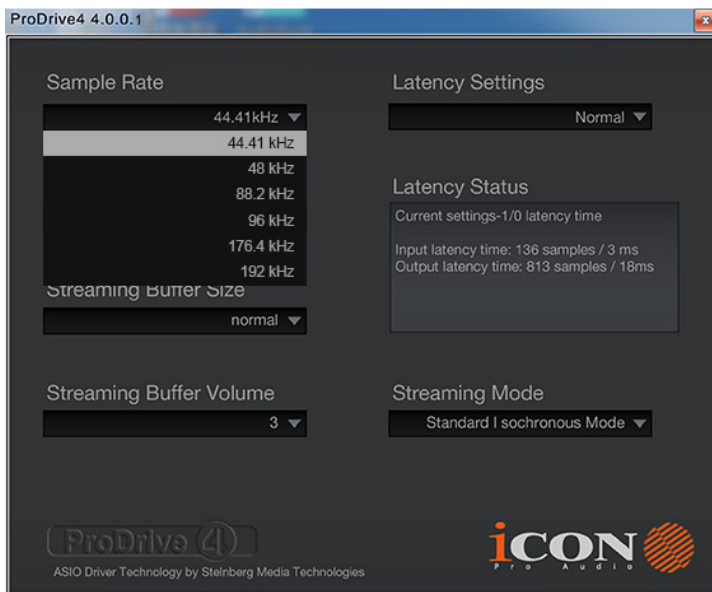 ProDrive4 4.0.0.1
x
Sample Rate
44.41kHz
44.41 kHz
48 kHz
88.2 kHz
96 kHz
176.4 kHz
192 kHz
Streaming Buffer Size
normal
Streaming Buffer Volume
3
Latency Settings
Normal
Latency Status
Current settings-1/0 latency time
Input latency time: 136 samples / 3 ms
Output latency time: 813 samples / 18ms
Streaming Mode
Standard I sochronous Mode
ProDrive 4
ASIO Driver Technology by Steinberg Media Technologies
iCON
Pro Audio